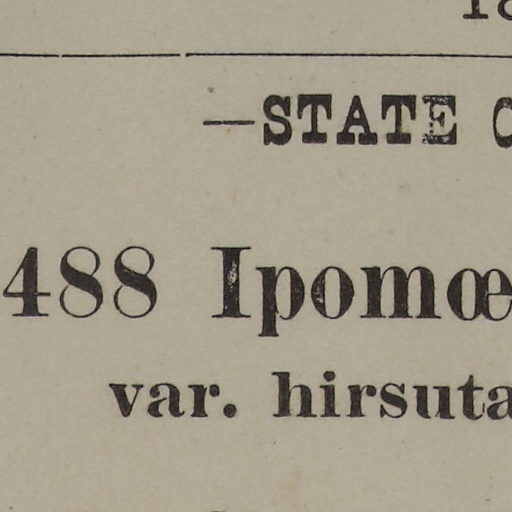 —STATE
488 Ipomœ
var. hirsuta